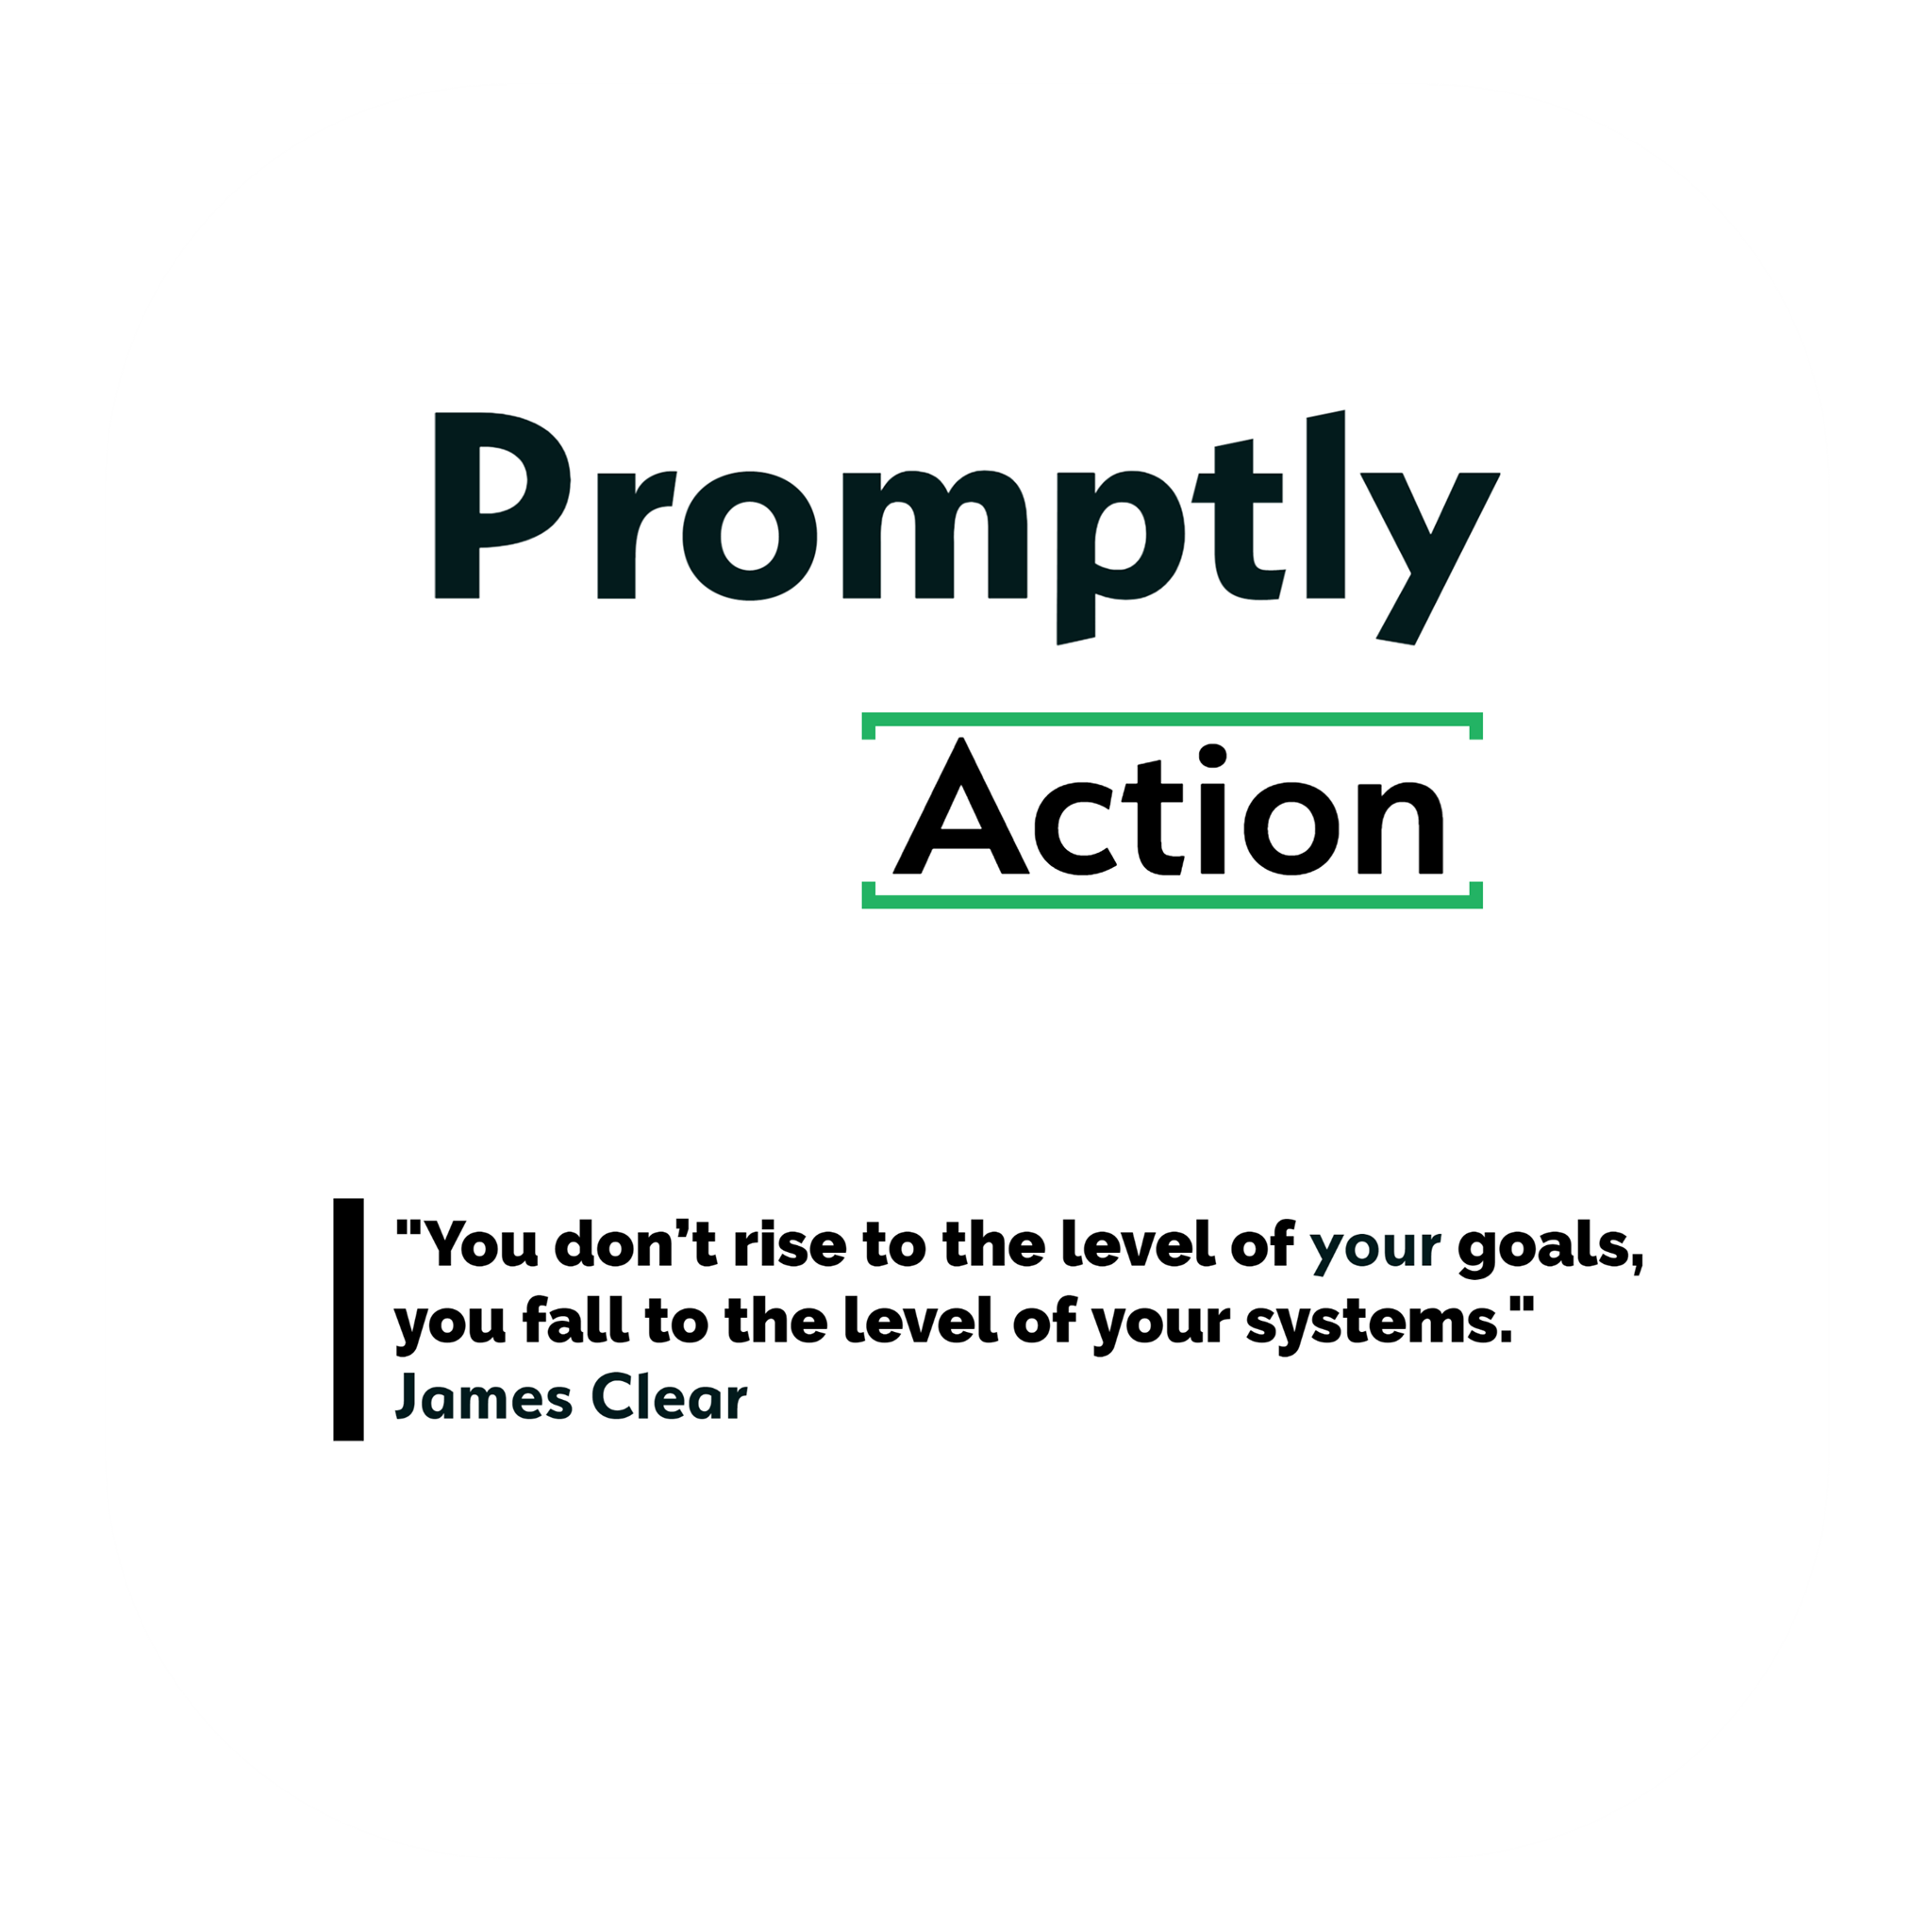 Promptly
Action
"You don’t rise to the level of your goals,
you fall to the level of your systems."
James Clear